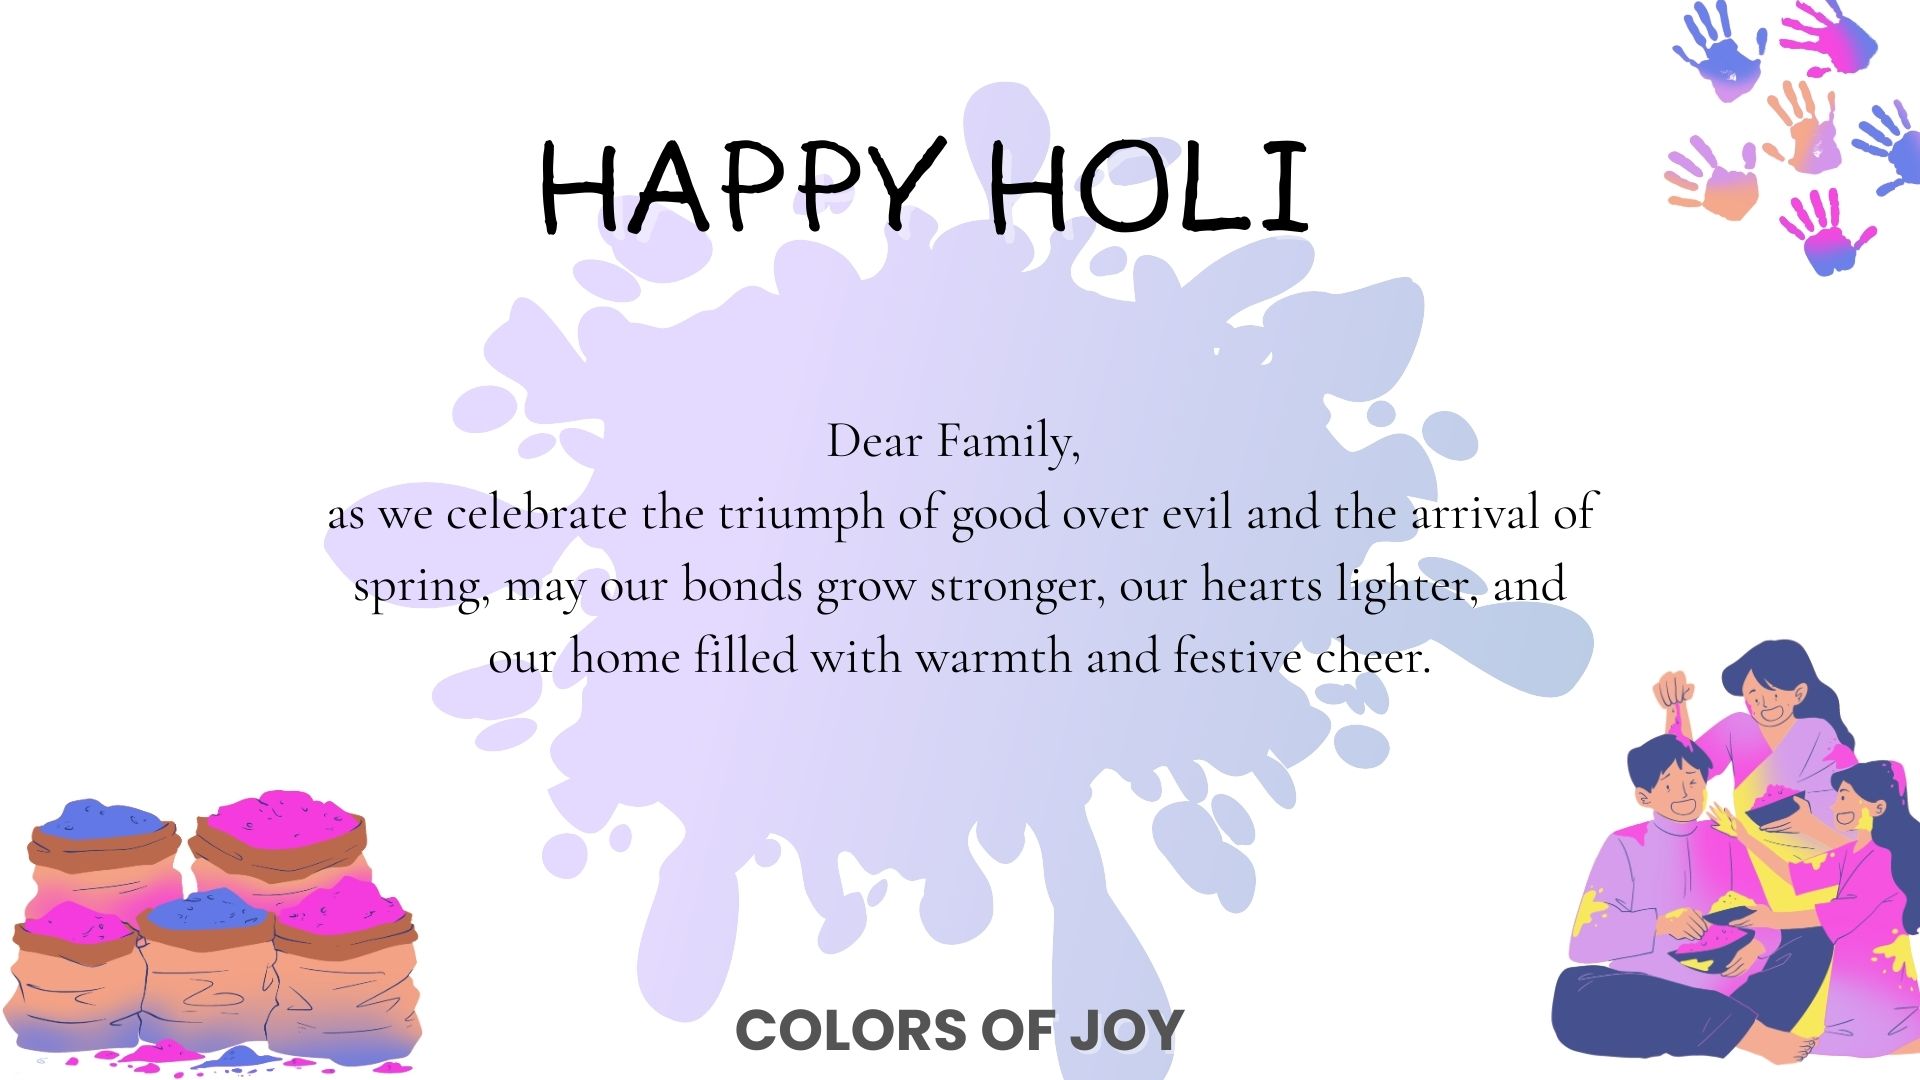 HAPPY HOLI
Dear Family,
as we celebrate the triumph of good over evil and the arrival of
spring, may our bonds grow stronger, our hearts lighter, and
our home filled with warmth and festive cheer.
COLORS OF JOY